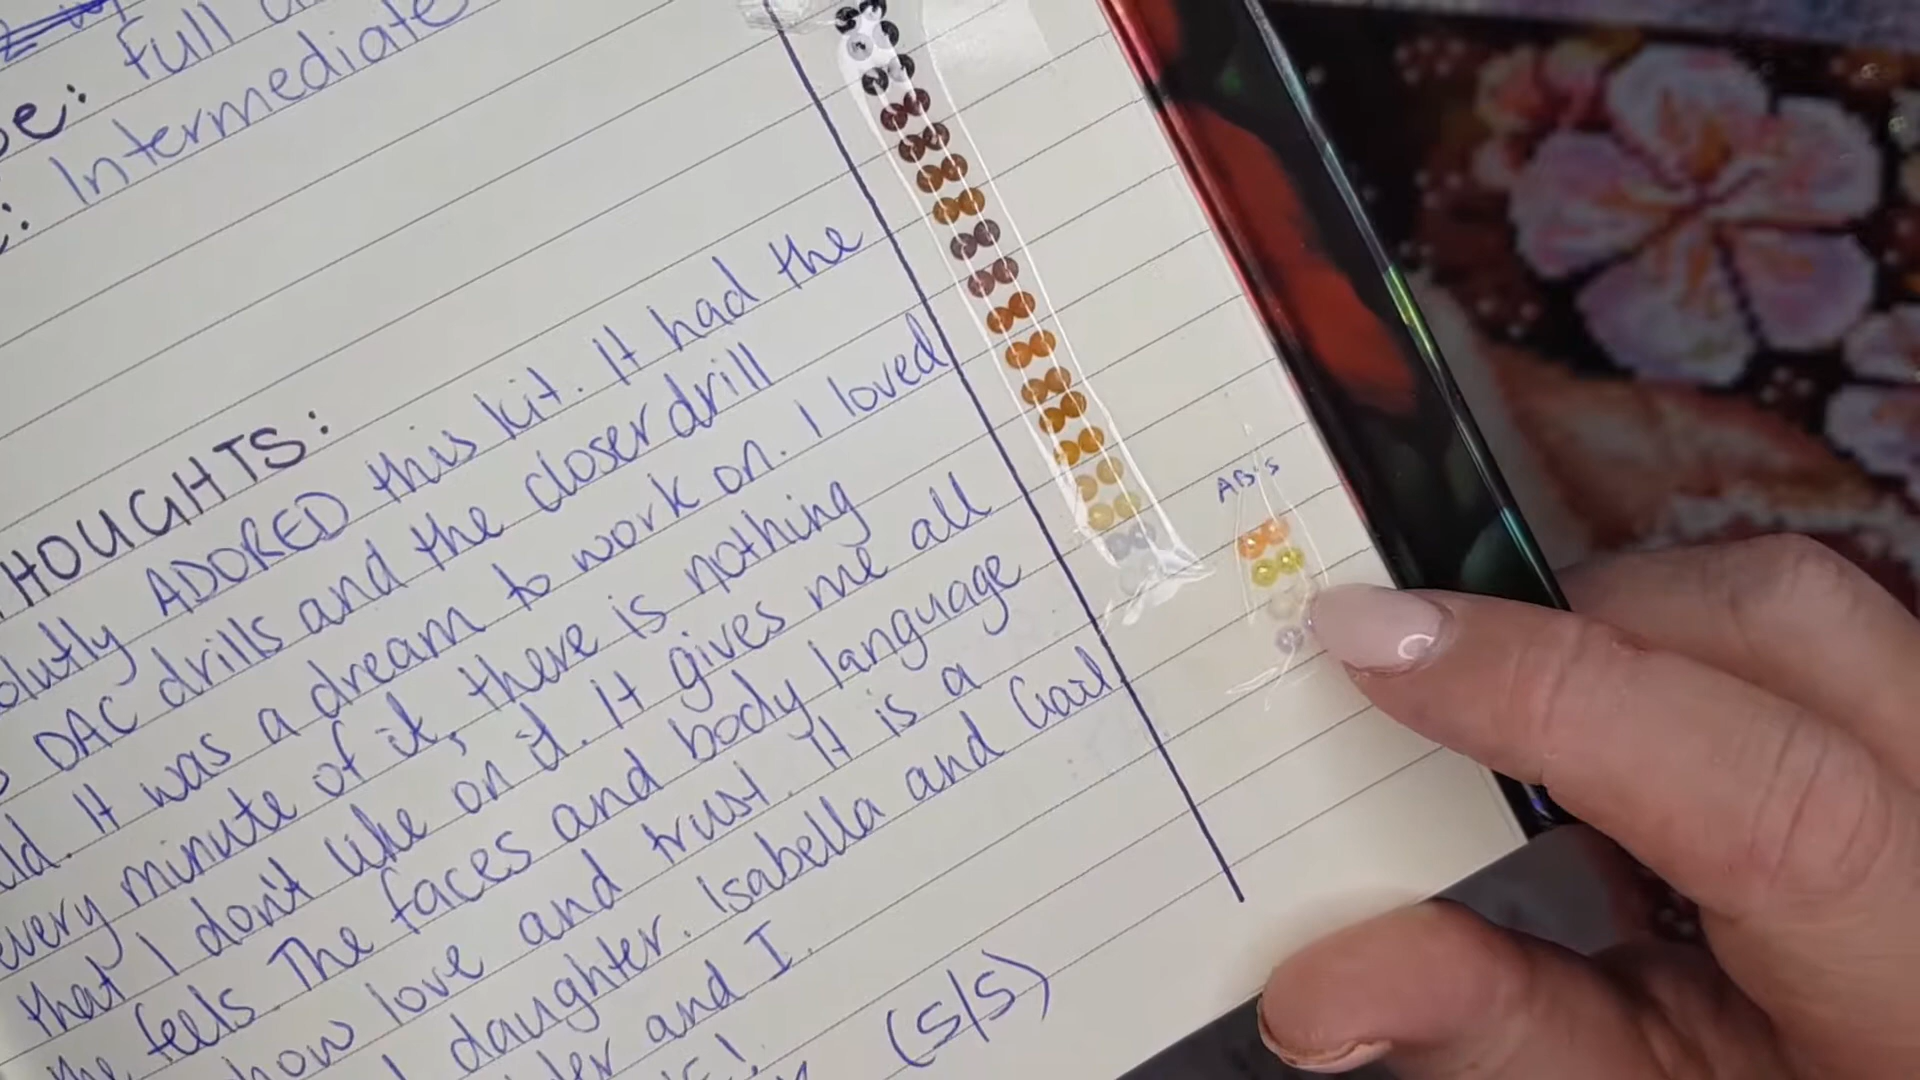 full
: Intermediate
HOUGHTS:
olutly ADORED this kit. It had the
DAC drills and the closer drill
ld. It was a dream to work on. I loved
every minute of it, there is nothing
that I don't like on it. It gives me all
me feels. The faces and body language
how love and trust. It is a
daughter. Isabella and Gail
and I.
(S/S)
AB's